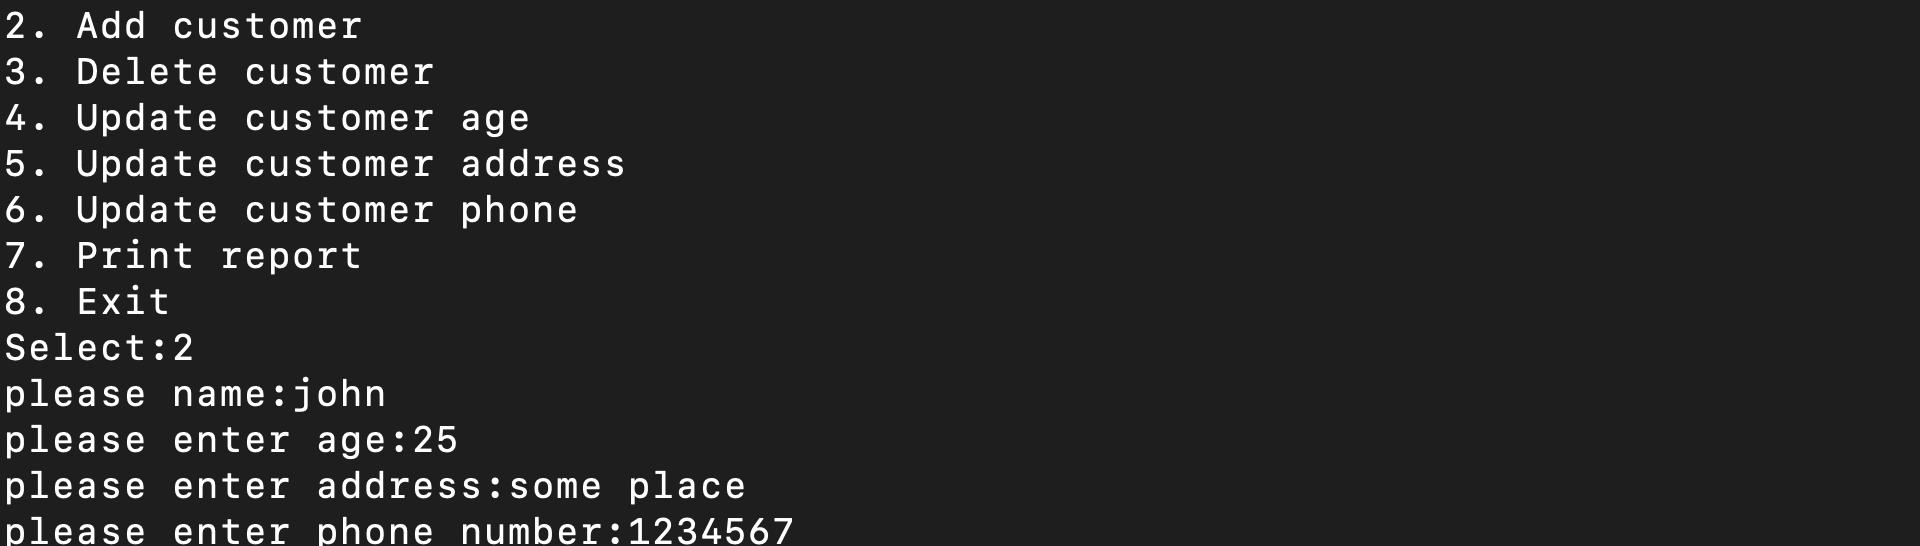 2. Add customer
3. Delete customer
4. Update customer age
5. Update customer address
6. Update customer phone
7. Print report
8. Exit
Select:2
please name:john
please enter age:25
please enter address:some place
please enter phone number:1234567